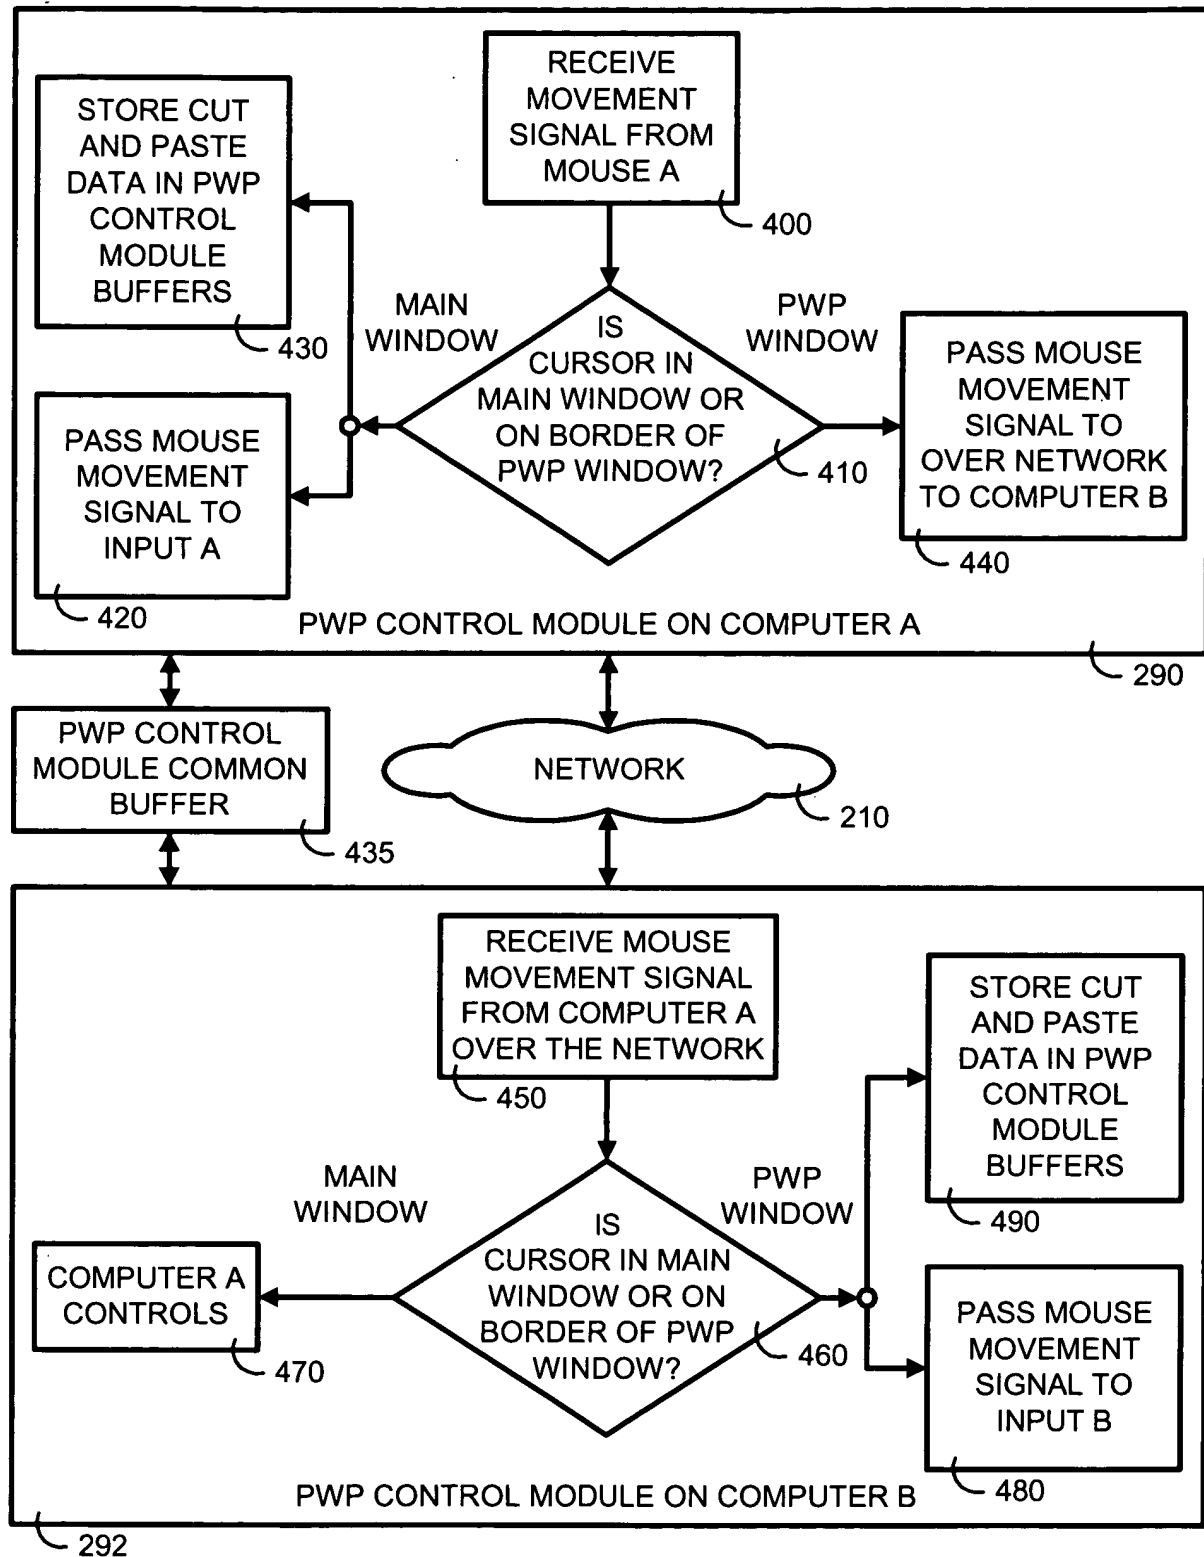 RECEIVE
MOVEMENT
SIGNAL FROM
MOUSE A
400
STORE CUT
AND PASTE
DATA IN PWP
CONTROL
MODULE
BUFFERS
430
MAIN
WINDOW
PWP
WINDOW
IS
CURSOR IN
MAIN WINDOW OR
ON BORDER OF
PWP WINDOW?
410
PASS MOUSE
MOVEMENT
SIGNAL TO
INPUT A
420
PASS MOUSE
MOVEMENT
SIGNAL TO
OVER NETWORK
TO COMPUTER B
440
PWP CONTROL MODULE ON COMPUTER A
290
PWP CONTROL
MODULE COMMON
BUFFER
435
NETWORK
210
RECEIVE MOUSE
MOVEMENT SIGNAL
FROM COMPUTER A
OVER THE NETWORK
450
STORE CUT
AND PASTE
DATA IN PWP
CONTROL
MODULE
BUFFERS
490
MAIN
WINDOW
PWP
WINDOW
IS
CURSOR IN MAIN
WINDOW OR ON
BORDER OF PWP
WINDOW?
460
COMPUTER A
CONTROLS
470
PASS MOUSE
MOVEMENT
SIGNAL TO
INPUT B
480
PWP CONTROL MODULE ON COMPUTER B
292